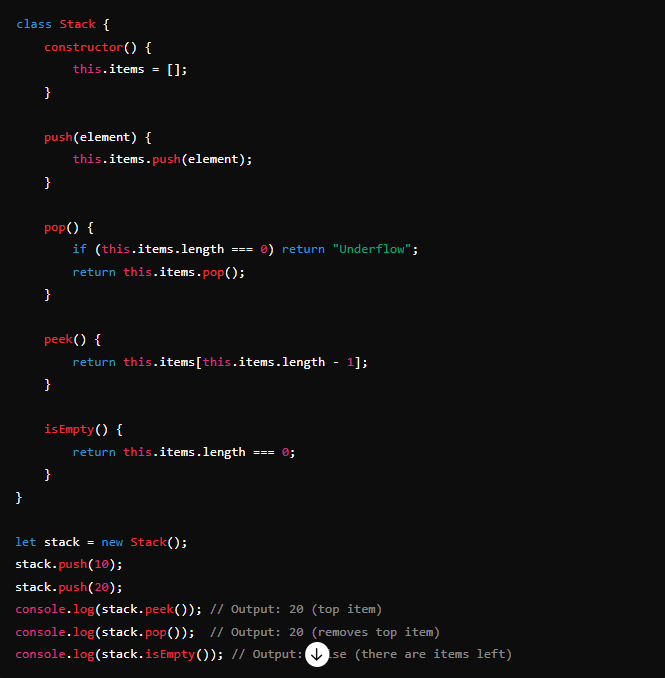 class Stack {
    constructor() {
        this.items = [];
    }

    push(element) {
        this.items.push(element);
    }

    pop() {
        if (this.items.length === 0) return "Underflow";
        return this.items.pop();
    }

    peek() {
        return this.items[this.items.length - 1];
    }

    isEmpty() {
        return this.items.length === 0;
    }
}

let stack = new Stack();
stack.push(10);
stack.push(20);
console.log(stack.peek()); // Output: 20 (top item)
console.log(stack.pop());  // Output: 20 (removes top item)
console.log(stack.isEmpty()); // Output: (there are items left)